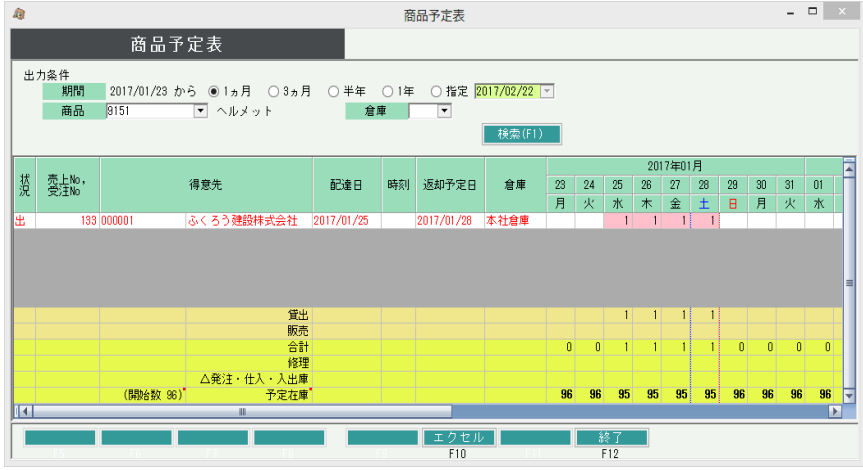 商品予定表
商品予定表
出力条件
期間 2017/01/23 から 1ヵ月 3ヵ月 半年 1年 指定 2017/02/22
商品 9151 ヘルメット 倉庫
検索(F1)
2017年01月
状況 売上No, 受注No 得意先 配達日 時刻 返却予定日 倉庫 23 24 25 26 27 28 29 30 31 01
月 火 水 木 金 土 日 月 火 水
出 133 000001 ふくろう建設株式会社 2017/01/25 2017/01/28 本社倉庫 1 1 1 1
貸出 1 1 1 1
販売
合計 0 0 1 1 1 1 0 0 0 0
修理
△発注・仕入・入出庫
(開始数 96) 予定在庫 96 96 95 95 95 95 96 96 96 96
エクセル 終了
F5 F6 F7 F8 F9 F10 F11 F12